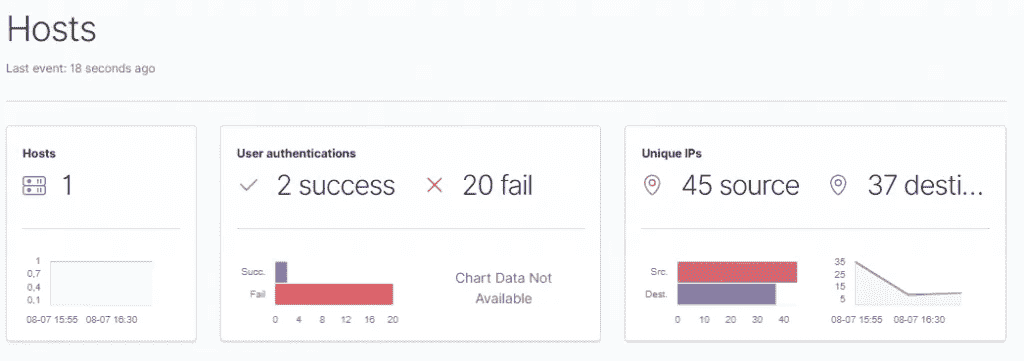 Hosts
Last event: 18 seconds ago
Hosts
1
1
0,7
0,4
0,1
08-07 15:55 08-07 16:30
User authentications
2 success 20 fail
Succ.
Fail
0 4 8 12 16 20
Chart Data Not
Available
Unique IPs
45 source 37 desti...
Src.
Dest.
0 10 20 30 40
35
25
15
5
08-07 15:55 08-07 16:30